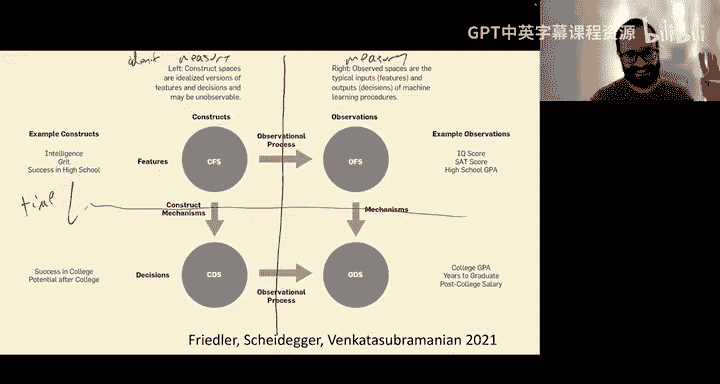 GPT中英字幕课程资源
bilibili
measure
measure
Left: Construct spaces
are idealized versions of
features and decisions and
may be unobservable.
Right: Observed spaces are the
typical inputs (features) and
outputs (decisions) of machine
learning procedures.
Constructs
Observations
Example Constructs
Observational
Process
Example Observations
Intelligence
Grit
Success in High School
Features
CFS
OFS
IQ Score
SAT Score
High School GPA
time
Construct
Mechanisms
Mechanisms
Success in College
Potential after College
Decisions
CDS
ODS
College GPA
Years to Graduate
Post-College Salary
Observational
Process
Friedler, Scheidegger, Venkatasubramanian 2021